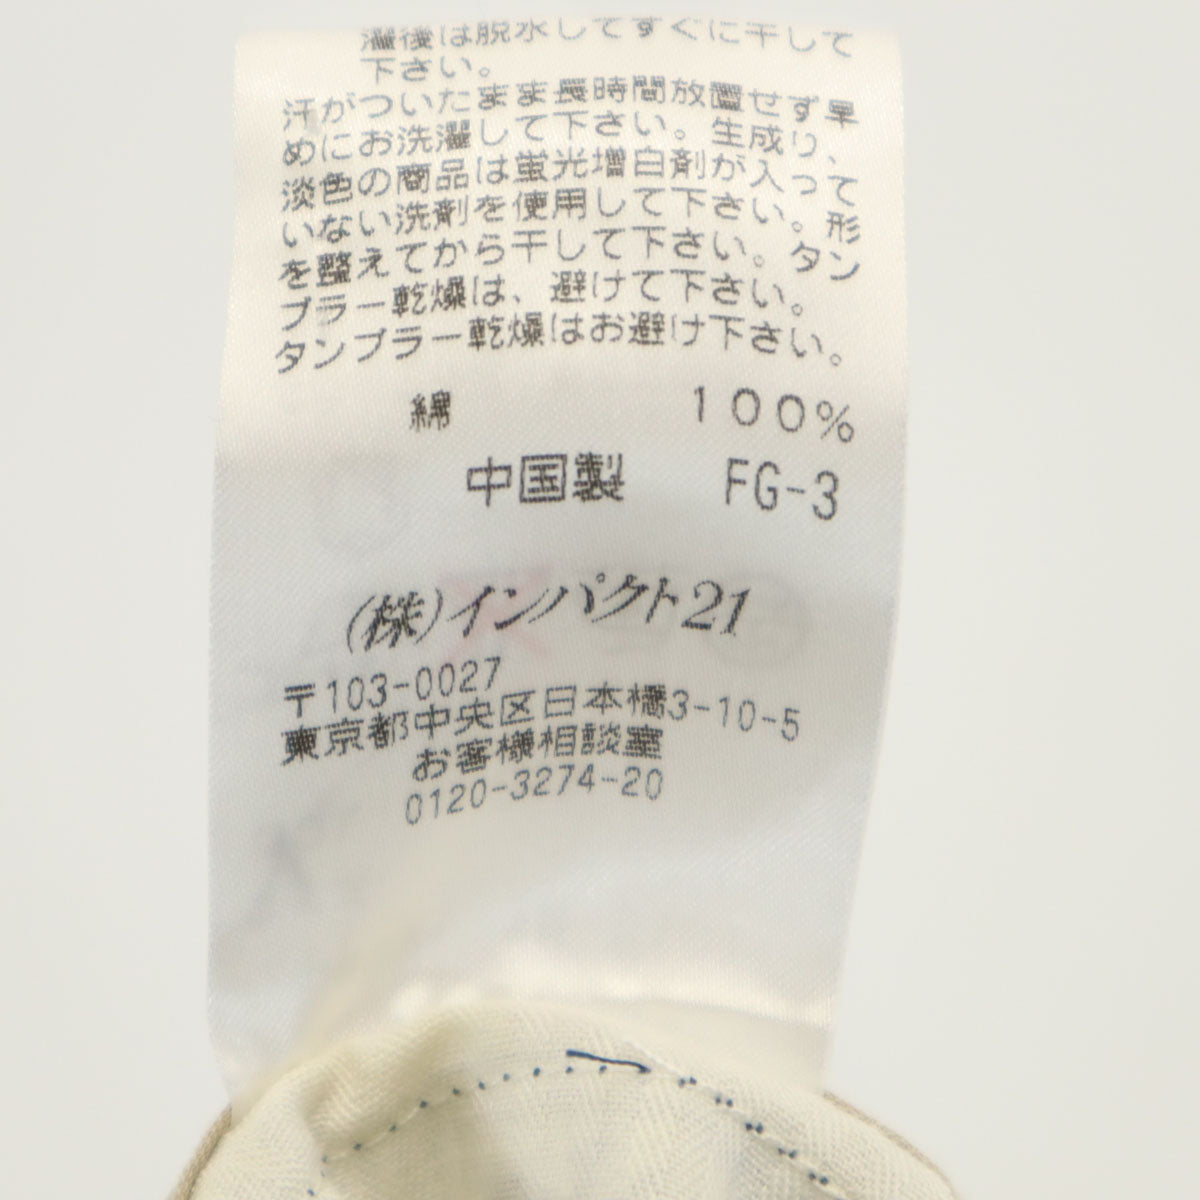 濯後は脱水してすぐに干して
下さい。
汗がついたまま長時間放置せず早
めにお洗濯して下さい。生成り、
淡色の商品は蛍光増白剤が入って
いない洗剤を使用して下さい。形
を整えてから干して下さい。タン
ブラー乾燥は、避けて下さい。
タンブラー乾燥はお避け下さい。
綿 100%
中国製 FG-3
(株)インパクト21
〒103-0027
東京都中央区日本橋3-10-5
お客様相談室
0120-3274-20